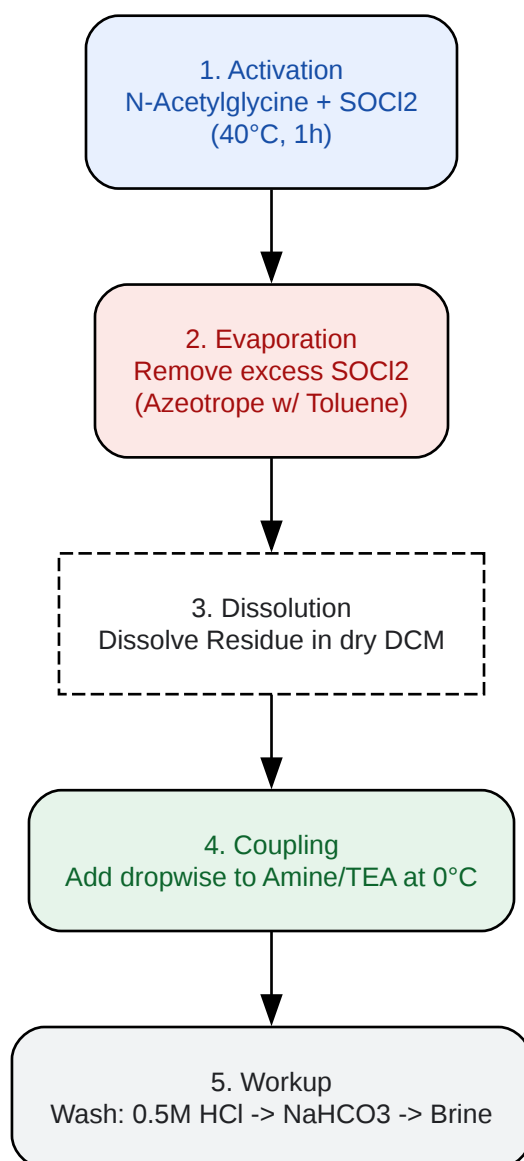 1. Activation
N-Acetylglycine + SOCl2
(40°C, 1h)
2. Evaporation
Remove excess SOCl2
(Azeotrope w/ Toluene)
3. Dissolution
Dissolve Residue in dry DCM
4. Coupling
Add dropwise to Amine/TEA at 0°C
5. Workup
Wash: 0.5M HCl -> NaHCO3 -> Brine